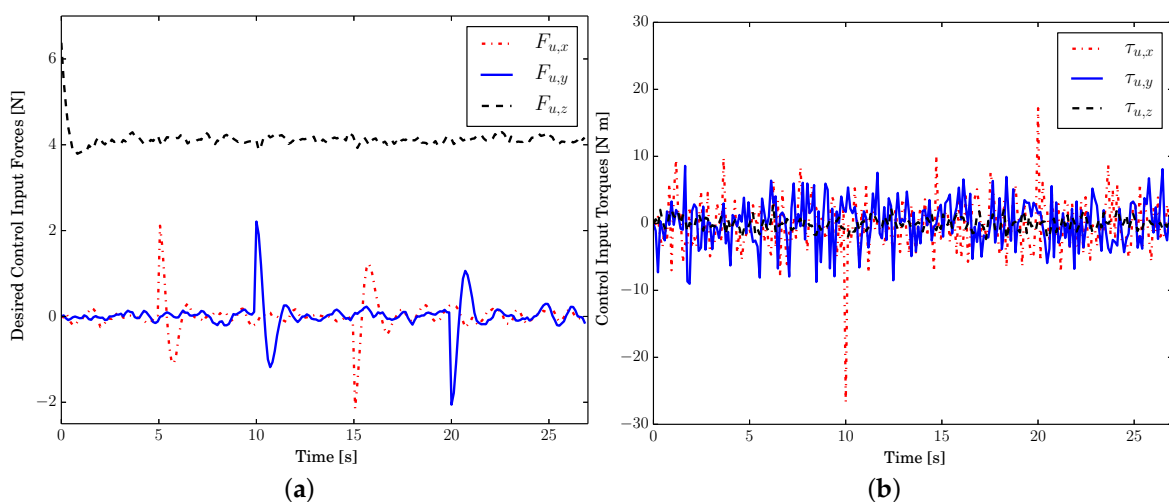 Desired Control Input Forces [N]
6
4
2
0
−2
F_{u,x}
F_{u,y}
F_{u,z}
0 5 10 15 20 25
Time [s]
(a)
Control Input Torques [N m]
30
20
10
0
−10
−20
−30
τ_{u,x}
τ_{u,y}
τ_{u,z}
0 5 10 15 20 25
Time [s]
(b)